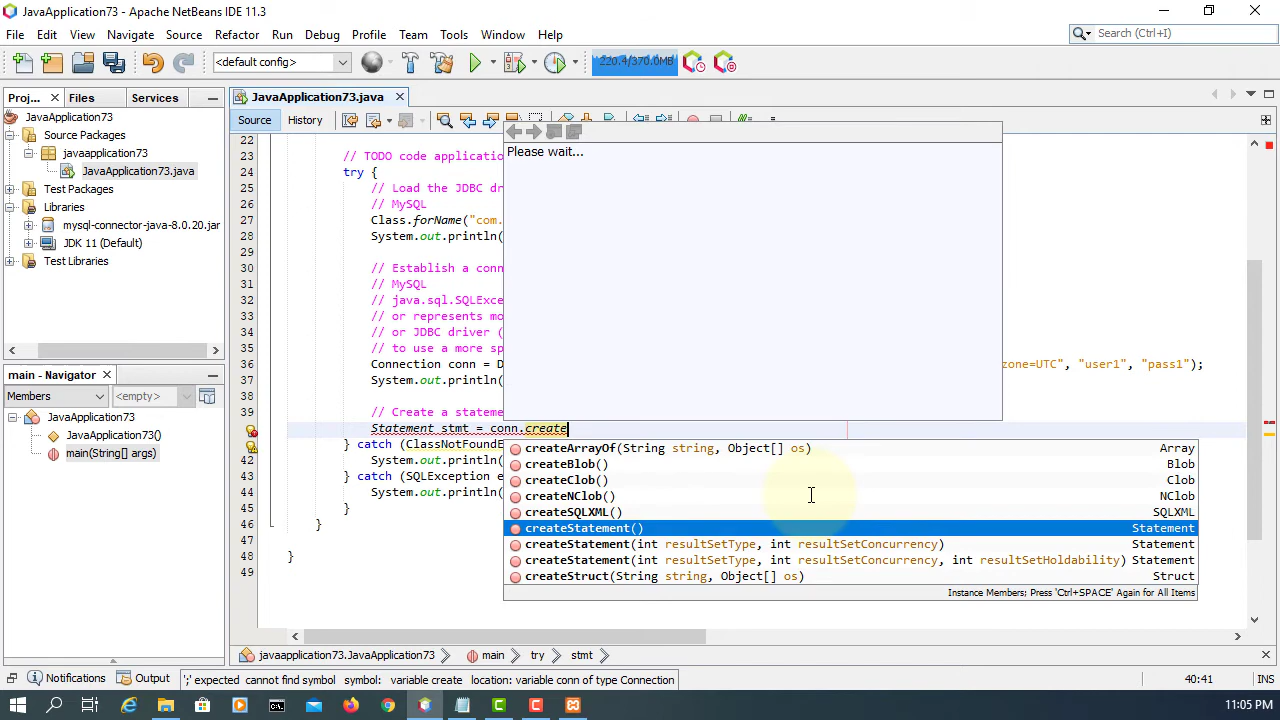 JavaApplication73 - Apache NetBeans IDE 11.3
File Edit View Navigate Source Refactor Run Debug Profile Team Tools Window Help
Search (Ctrl+I)
<default config>
220.4/370.0MB
Proj... Files Services
JavaApplication73.java
JavaApplication73
Source Packages
javaapplication73
JavaApplication73.java
Test Packages
Libraries
mysql-connector-java-8.0.20.jar
JDK 11 (Default)
Test Libraries
Source History
22
23 // TODO code application
24 try {
25 // Load the JDBC dr
26 // MySQL
27 Class.forName("com.
28 System.out.println(
29
30 // Establish a conn
31 // MySQL
32 // java.sql.SQLExce
33 // or represents mo
34 // or JDBC driver (
35 // to use a more sp
36 Connection conn = D zone=UTC", "user1", "pass1");
37 System.out.println(
38
39 // Create a stateme
Statement stmt = conn.create
} catch (ClassNotFoundE
42 System.out.println(
43 } catch (SQLException e
44 System.out.println(
45 }
46 }
47
48 }
49
Please wait...
createArrayOf(String string, Object[] os) Array
createBlob() Blob
createClob() Clob
createNClob() NClob
createSQLXML() SQLXML
createStatement() Statement
createStatement(int resultSetType, int resultSetConcurrency) Statement
createStatement(int resultSetType, int resultSetConcurrency, int resultSetHoldability) Statement
createStruct(String string, Object[] os) Struct
Instance Members; Press 'Ctrl+SPACE' Again for All Items
main - Navigator
Members <empty>
JavaApplication73
JavaApplication73()
main(String[] args)
javaapplication73.JavaApplication73 main try stmt
Notifications Output ';' expected cannot find symbol symbol: variable create location: variable conn of type Connection 40:41 INS
11:05 PM